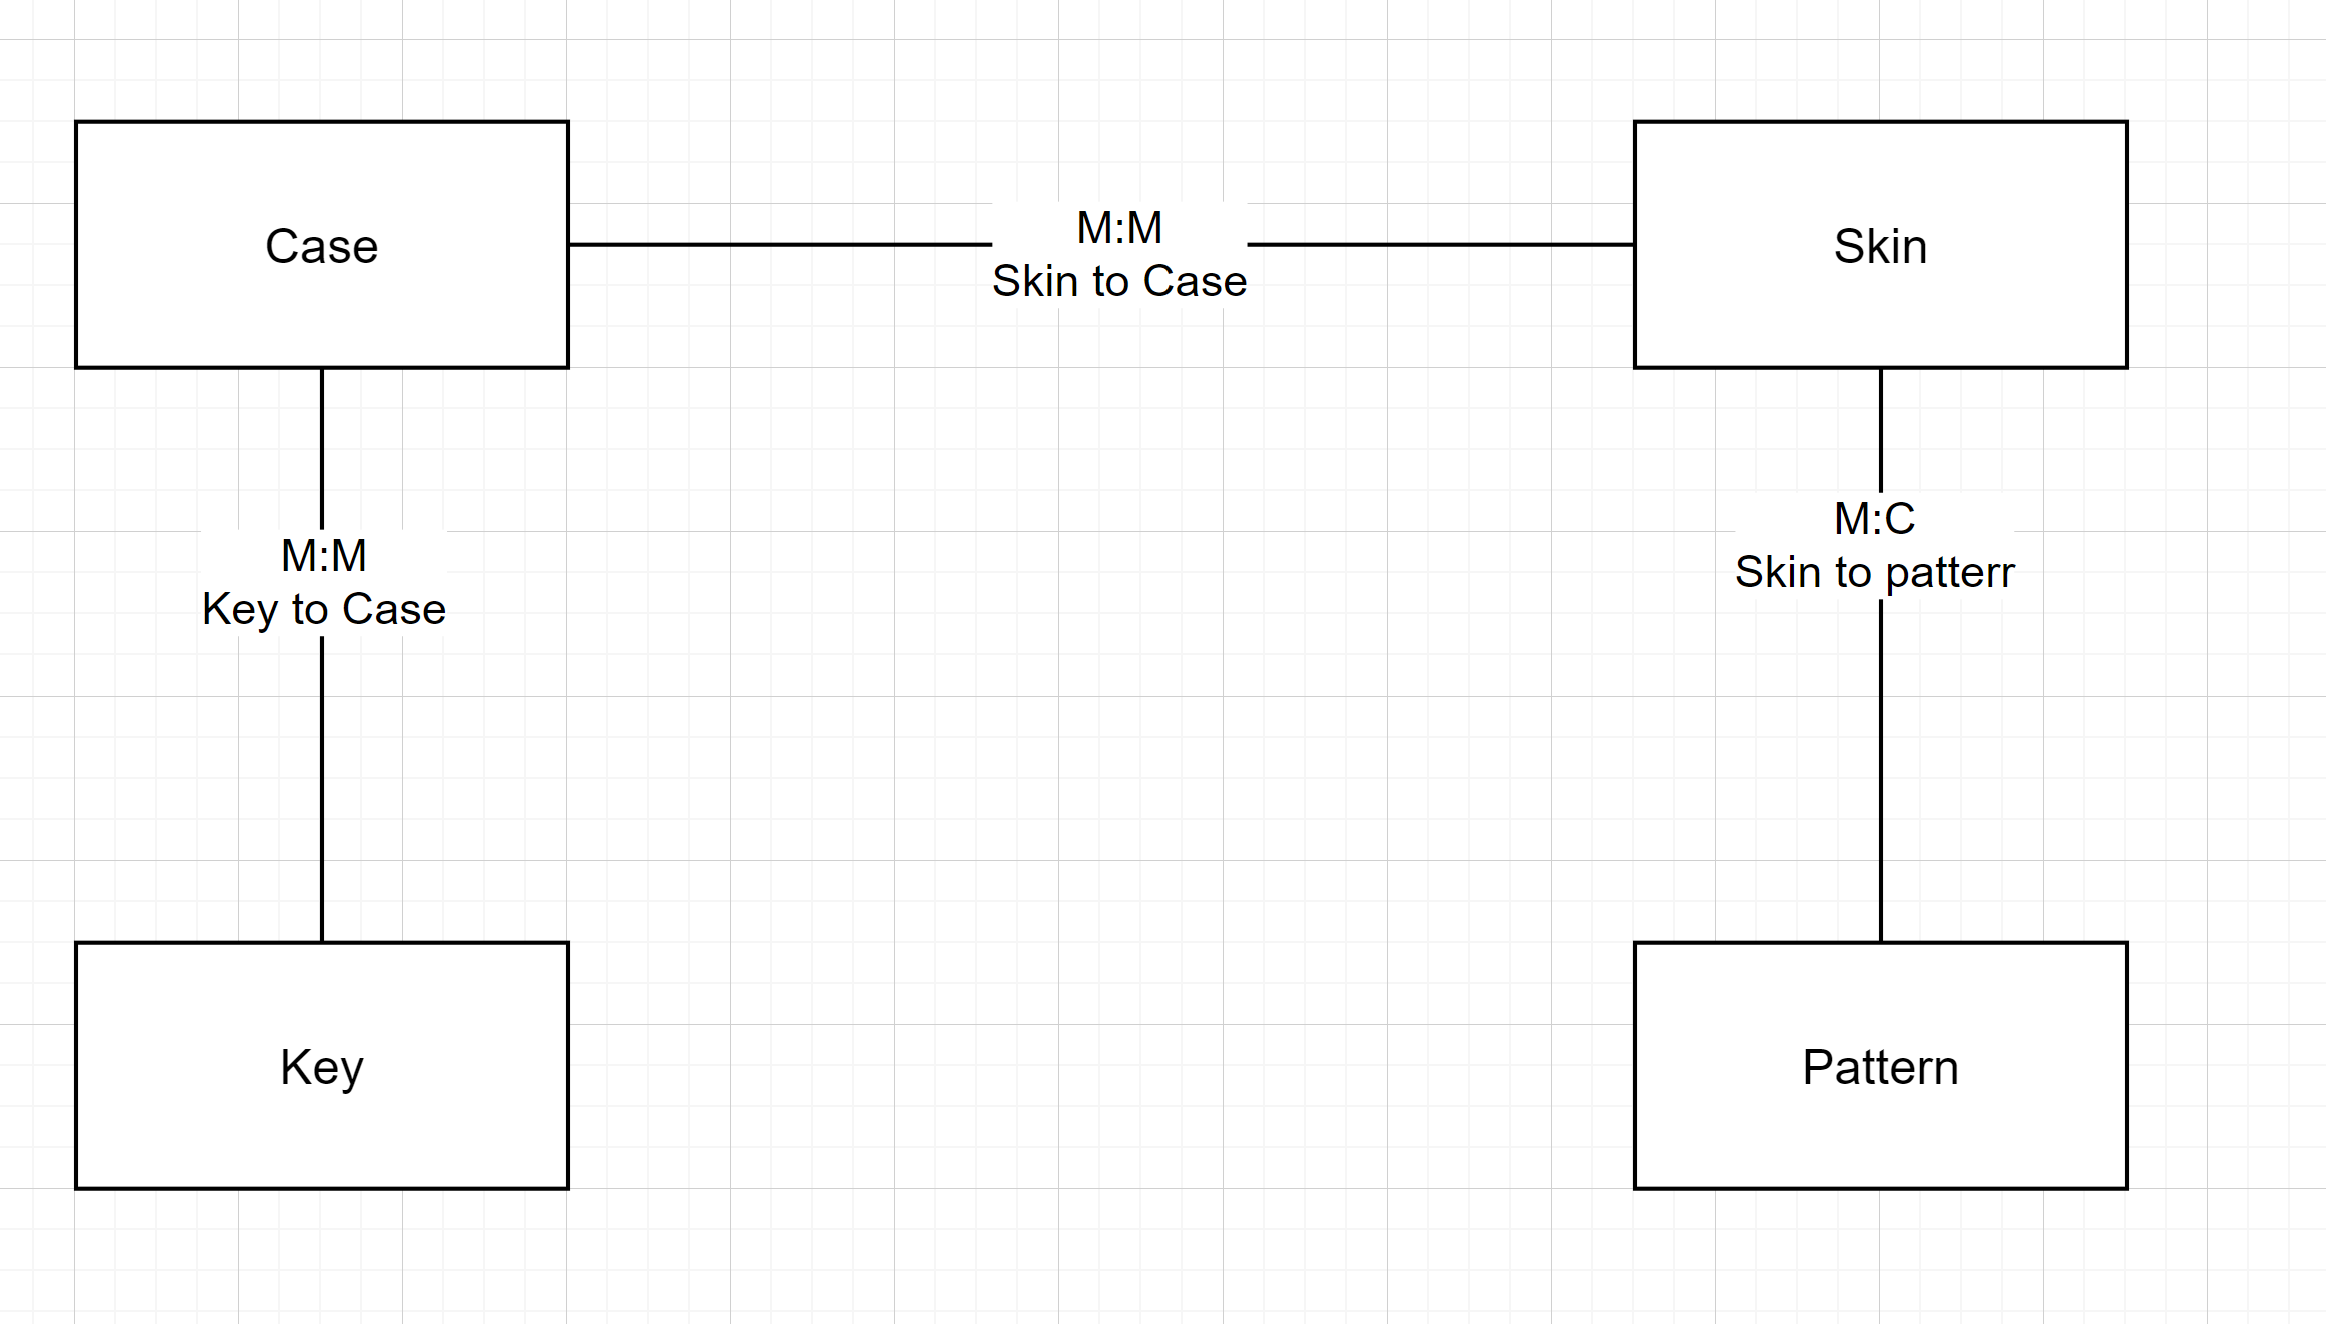 Case
M:M
Skin to Case
Skin
M:M
Key to Case
M:C
Skin to patterr
Key
Pattern